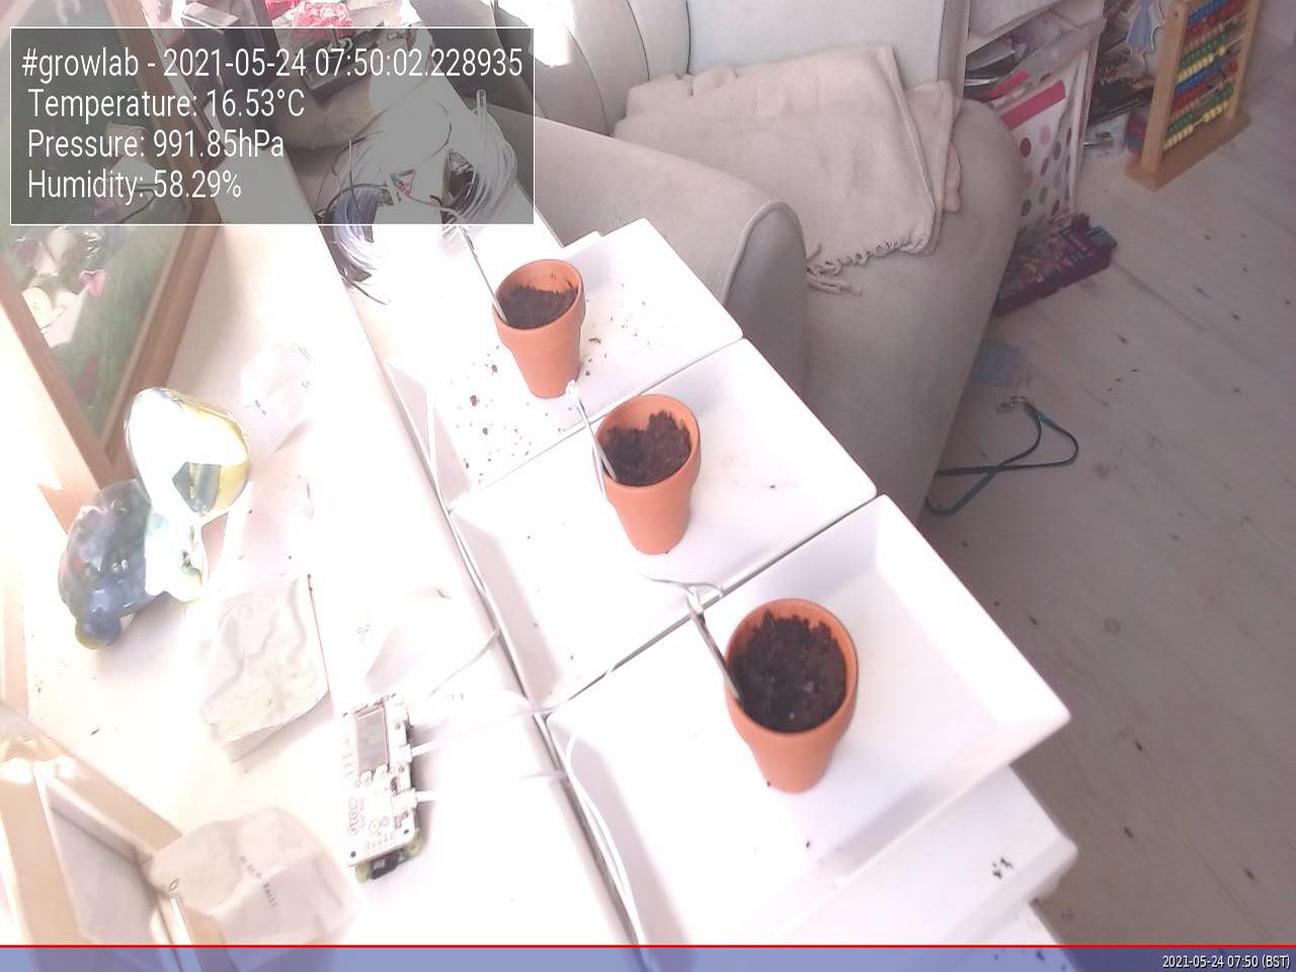 #growlab - 2021-05-24 07:50:02.228935
Temperature: 16.53°C
Pressure: 991.85hPa
Humidity: 58.29%
2021-05-24 07:50 (BST)